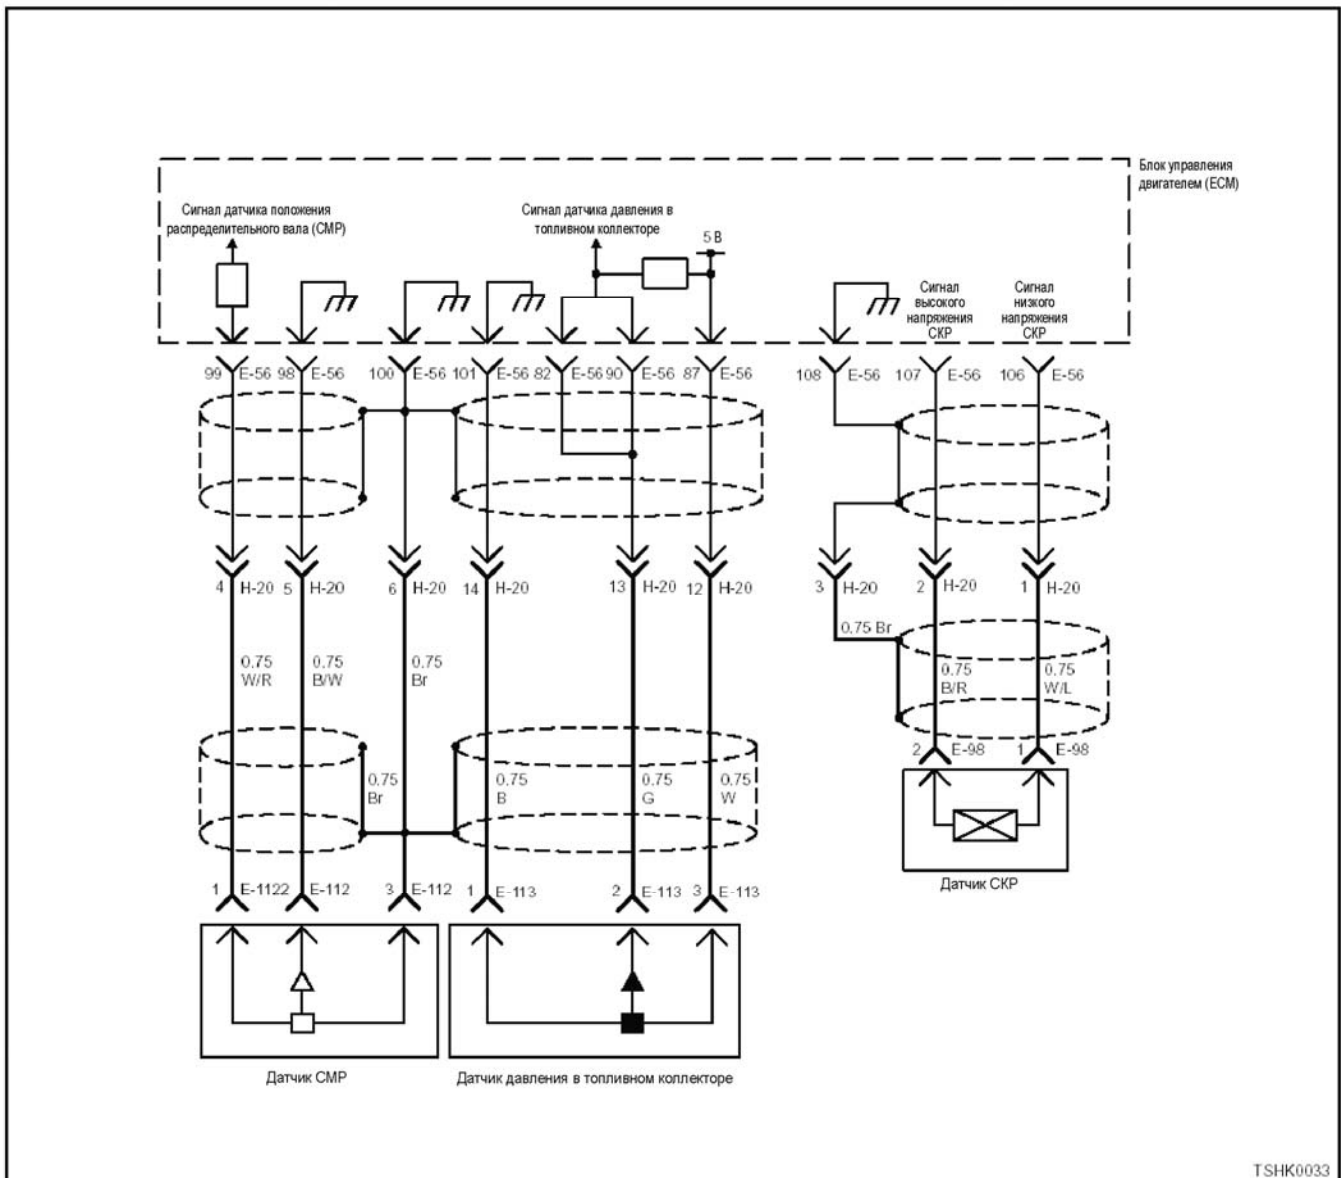 Блок управления
двигателем (ECM)
Сигнал датчика положения
распределительного вала (CMP)
Сигнал датчика давления в
топливном коллекторе
5 В
Сигнал
высокого
напряжения
СКР
Сигнал
низкого
напряжения
СКР
99 E-56 98 E-56 100 E-56 101 E-56 82 E-56 90 E-56 87 E-56 108 E-56 107 E-56 106 E-56
4 H-20 5 H-20 6 H-20 14 H-20 13 H-20 12 H-20 3 H-20 2 H-20 1 H-20
0.75 Br
0.75
W/R
0.75
B/W
0.75
Br
0.75
B/R
0.75
W/L
2 E-98 1 E-98
0.75
Br
0.75
B
0.75
G
0.75
W
Датчик СКР
1 E-112 2 E-112 3 E-112 1 E-113 2 E-113 3 E-113
Датчик СМР
Датчик давления в топливном коллекторе
TSHK0033